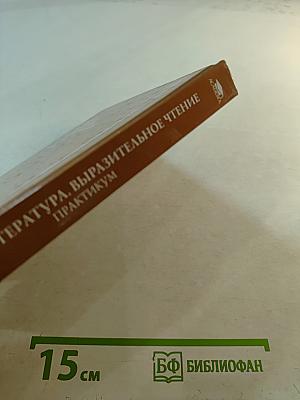 ТЕРАТУРА. ВЫРАЗИТЕЛЬНОЕ ЧТЕНИЕ
ПРАКТИКУМ
15 см
БФ БИБЛИОФАН